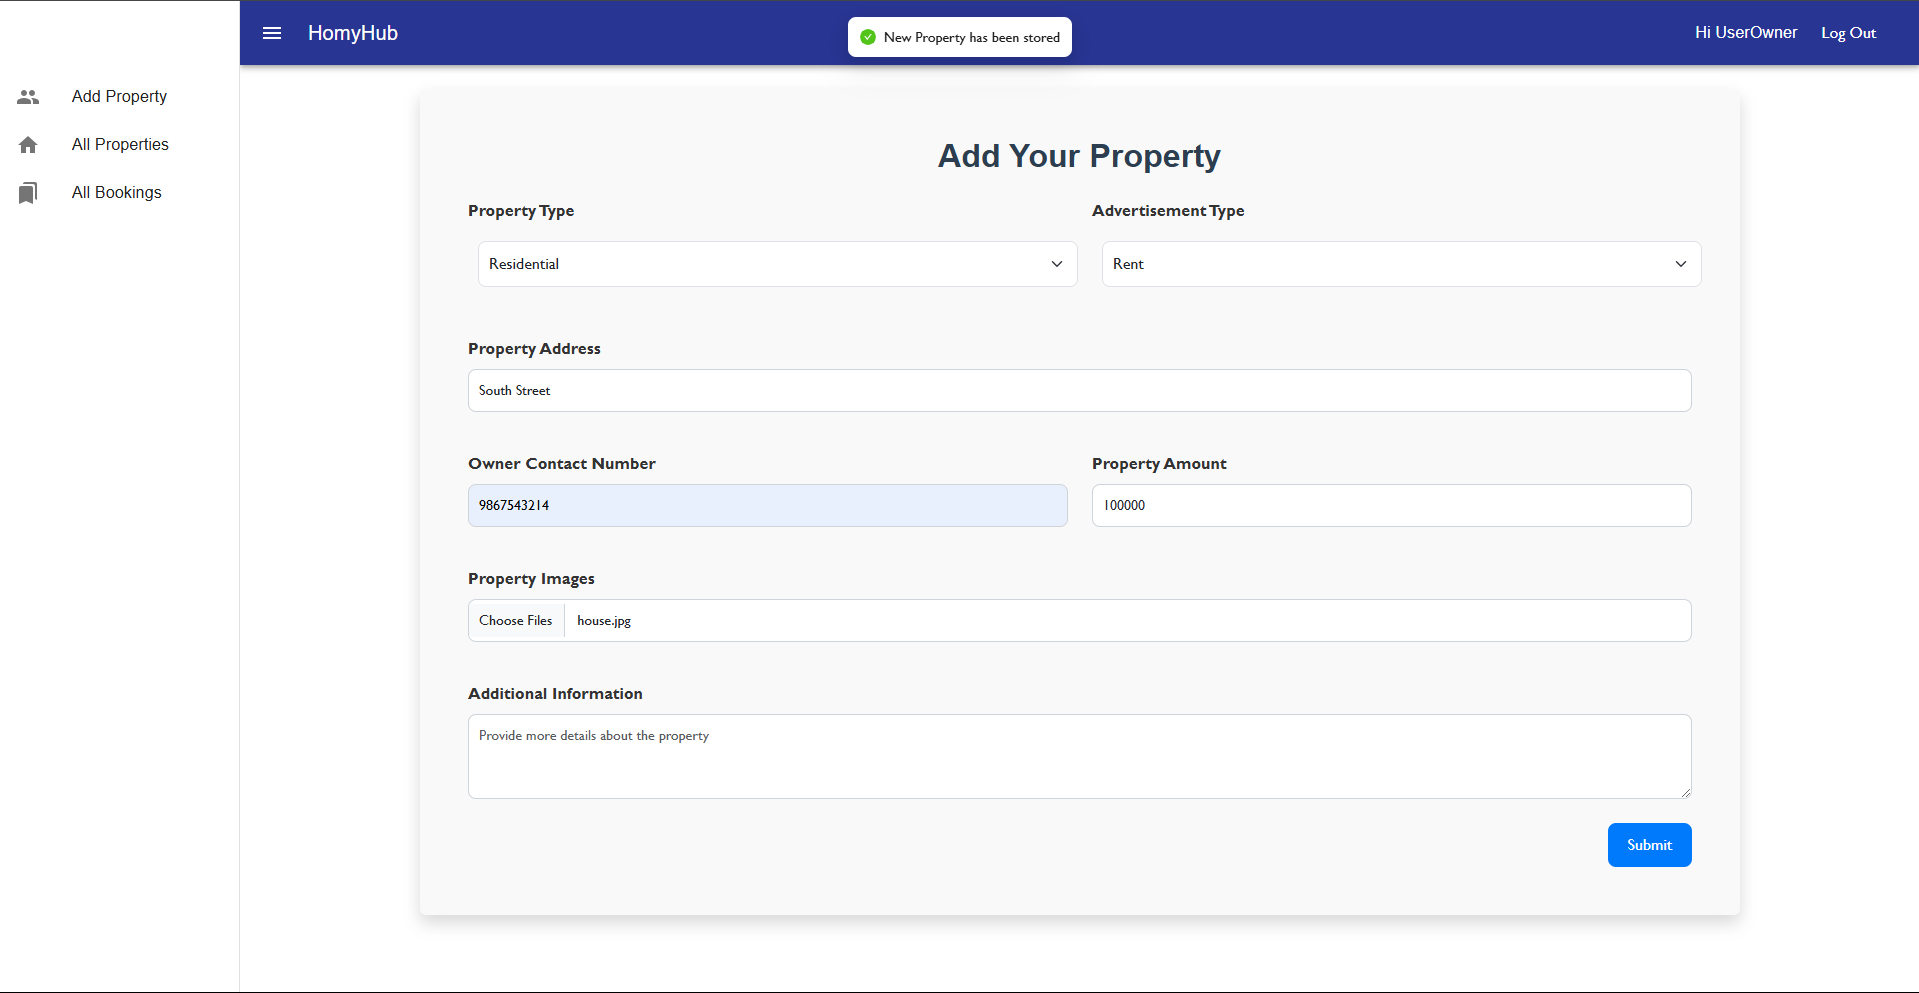 HomyHub
New Property has been stored
Hi UserOwner
Log Out
Add Property
All Properties
All Bookings
Add Your Property
Property Type
Advertisement Type
Residential
Rent
Property Address
South Street
Owner Contact Number
Property Amount
9867543214
100000
Property Images
Choose Files
house.jpg
Additional Information
Provide more details about the property
Submit